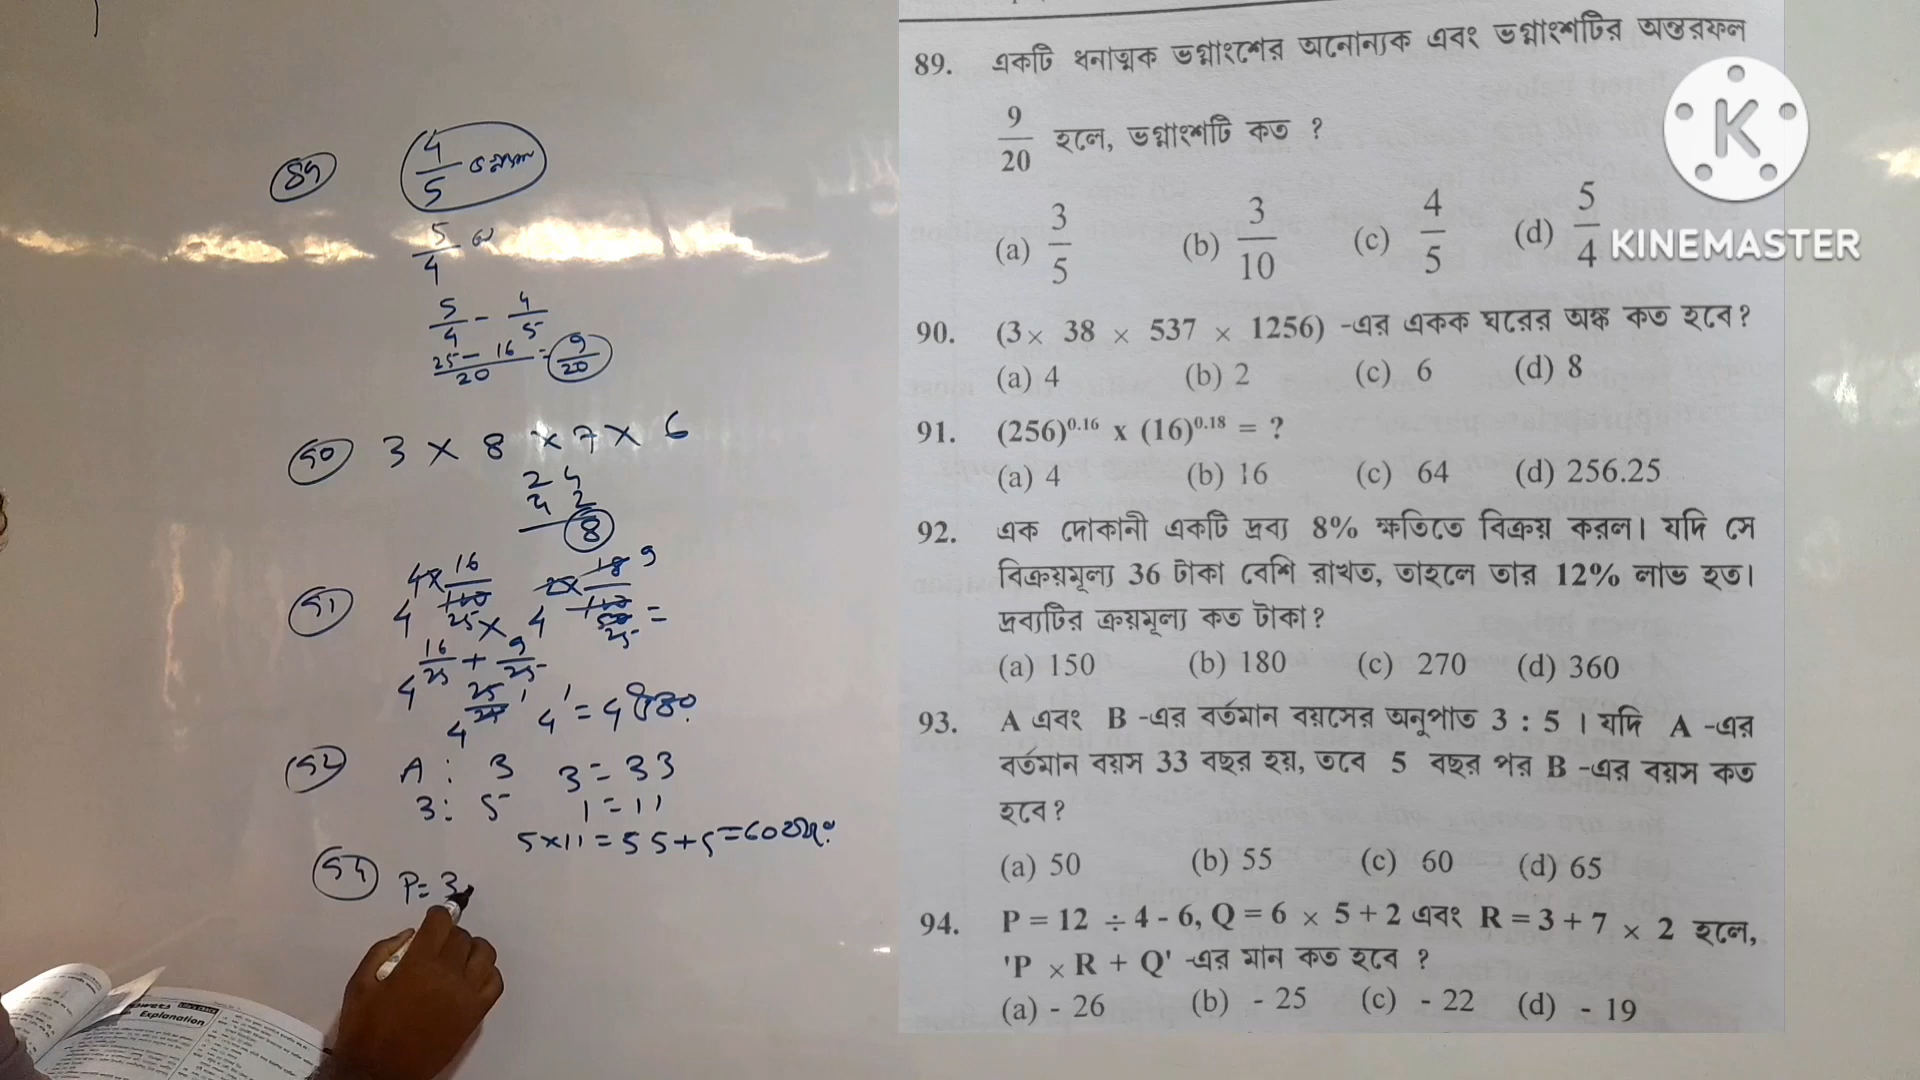 89
4/5 ভগ্নাংশ
5/4
5/4 - 4/5
25 - 16 / 20 = 9/20
90 3 × 8 × 7 × 6
24
42
8
91
16/25 + 9/25
4
4¹ = 4
92 A : 3 3 = 33
3 : 5 1 = 11
5×11 = 55+5 = 60
94 P = 3
Explanation
89. একটি ধনাত্মক ভগ্নাংশের অনোন্যক এবং ভগ্নাংশটির অন্তরফল
9/20 হলে, ভগ্নাংশটি কত ?
(a) 3/5 (b) 3/10 (c) 4/5 (d) 5/4
K
KINEMASTER
90. (3 × 38 × 537 × 1256) -এর একক ঘরের অঙ্ক কত হবে?
(a) 4 (b) 2 (c) 6 (d) 8
91. (256)^0.16 x (16)^0.18 = ?
(a) 4 (b) 16 (c) 64 (d) 256.25
92. এক দোকানী একটি দ্রব্য 8% ক্ষতিতে বিক্রয় করল। যদি সে
বিক্রয়মূল্য 36 টাকা বেশি রাখত, তাহলে তার 12% লাভ হত।
দ্রব্যটির ক্রয়মূল্য কত টাকা?
(a) 150 (b) 180 (c) 270 (d) 360
93. A এবং B -এর বর্তমান বয়সের অনুপাত 3 : 5 । যদি A -এর
বর্তমান বয়স 33 বছর হয়, তবে 5 বছর পর B -এর বয়স কত
হবে?
(a) 50 (b) 55 (c) 60 (d) 65
94. P = 12 ÷ 4 - 6, Q = 6 × 5 + 2 এবং R = 3 + 7 × 2 হলে,
'P × R + Q' -এর মান কত হবে ?
(a) - 26 (b) - 25 (c) - 22 (d) - 19